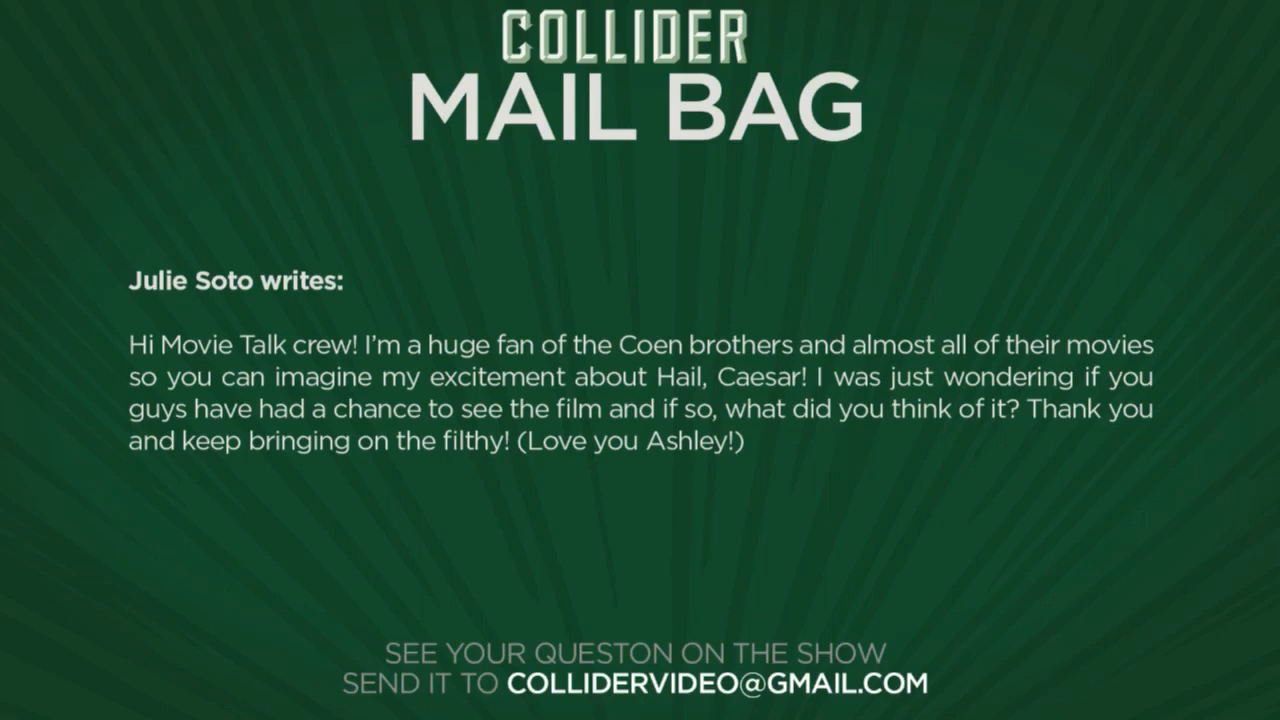 COLLIDER
MAIL BAG
Julie Soto writes:
Hi Movie Talk crew! I’m a huge fan of the Coen brothers and almost all of their movies
so you can imagine my excitement about Hail, Caesar! I was just wondering if you
guys have had a chance to see the film and if so, what did you think of it? Thank you
and keep bringing on the filthy! (Love you Ashley!)
SEE YOUR QUESTON ON THE SHOW
SEND IT TO COLLIDERVIDEO@GMAIL.COM